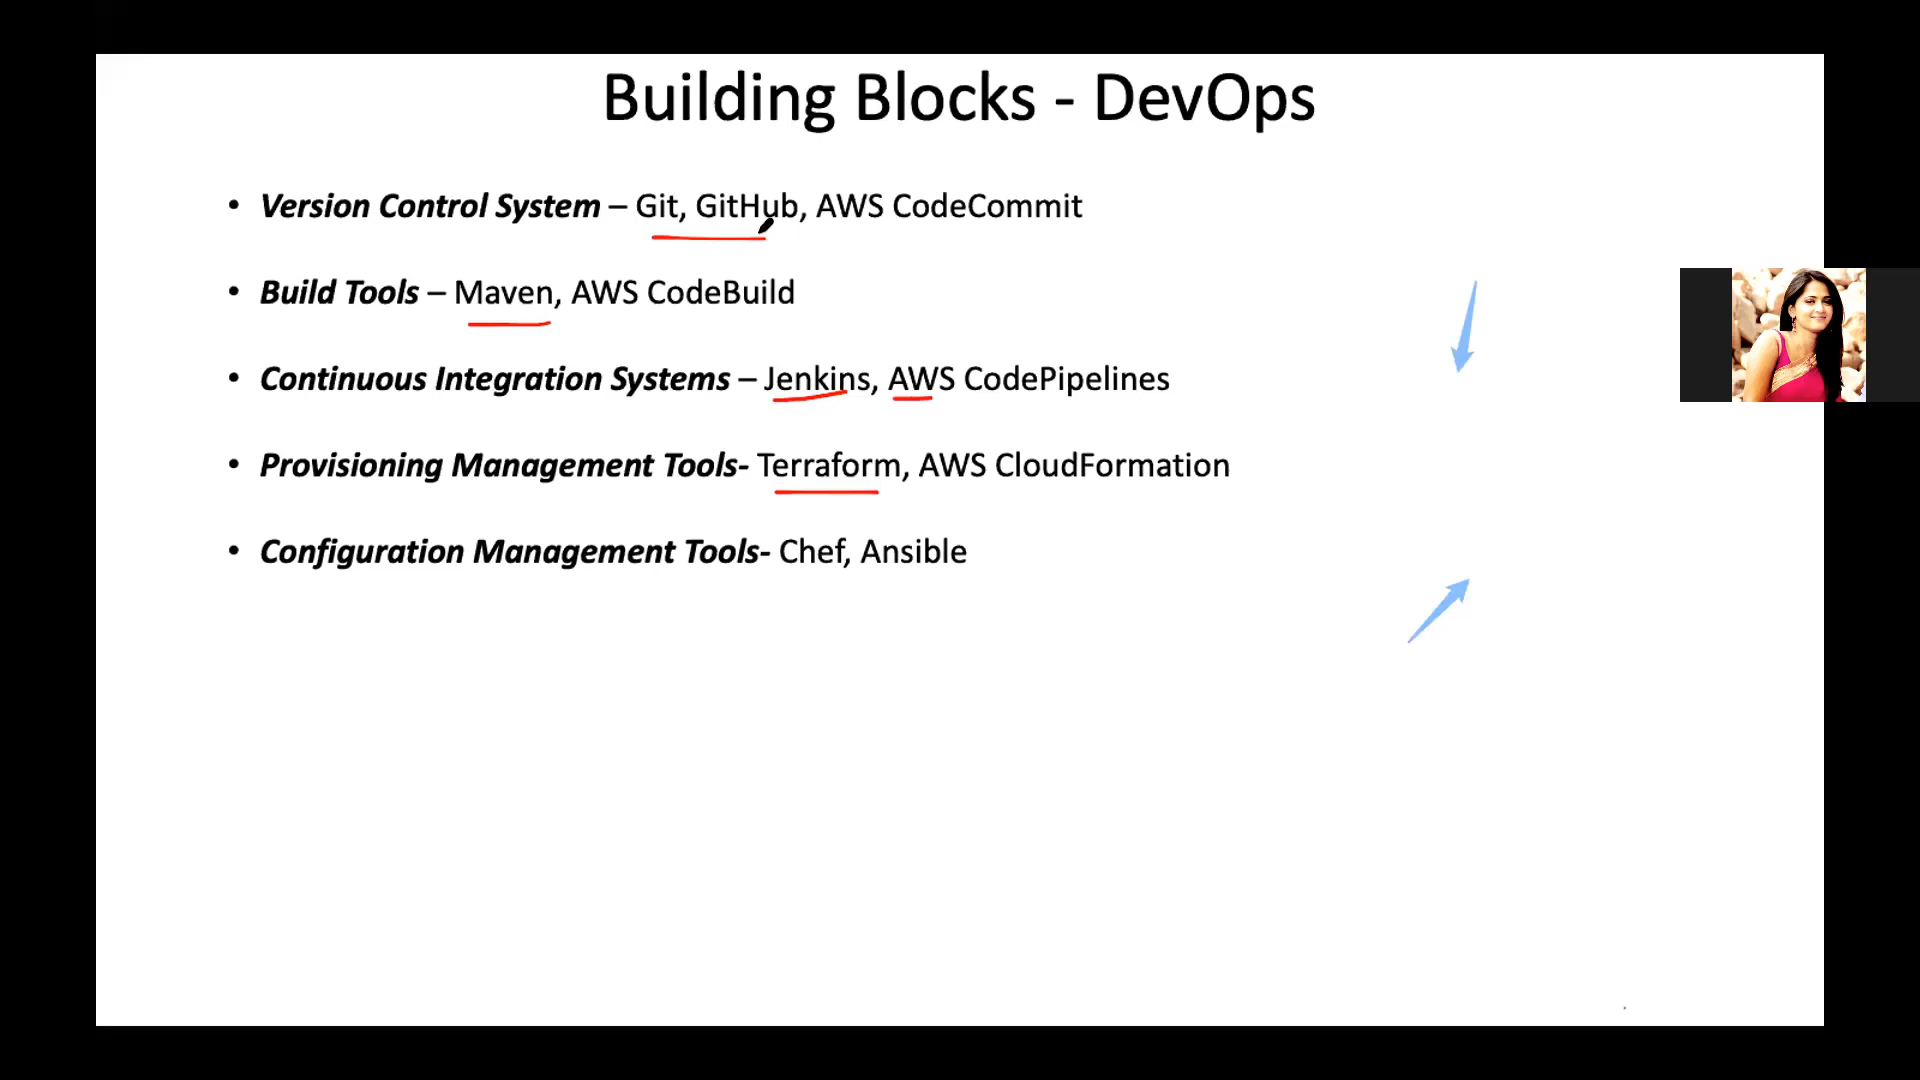 Building Blocks - DevOps
• Version Control System – Git, GitHub, AWS CodeCommit
• Build Tools – Maven, AWS CodeBuild
• Continuous Integration Systems – Jenkins, AWS CodePipelines
• Provisioning Management Tools- Terraform, AWS CloudFormation
• Configuration Management Tools- Chef, Ansible